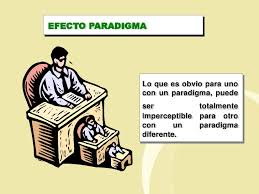 EFECTO PARADIGMA
Lo que es obvio para uno
con un paradigma, puede
ser totalmente
imperceptible para otro
con un paradigma
diferente.